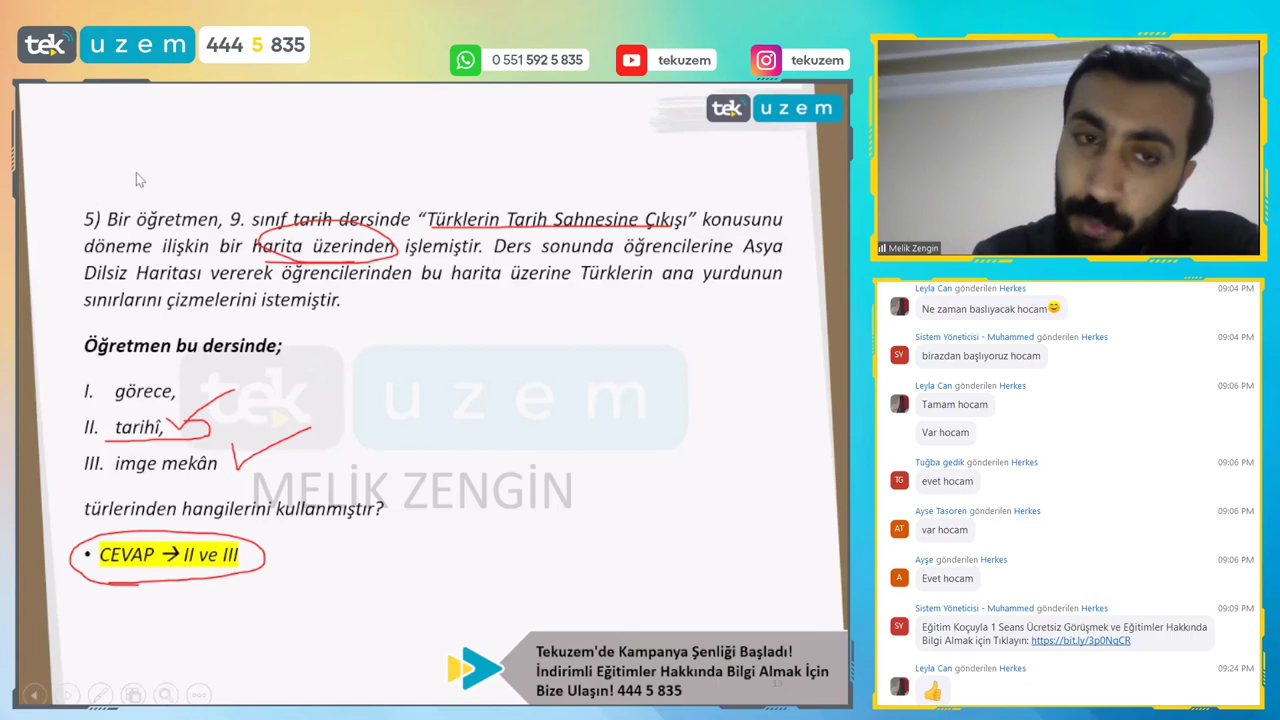 tek uzem 444 5 835
0 551 592 5 835
tekuzem
tekuzem
tek uzem
5) Bir öğretmen, 9. sınıf tarih dersinde “Türklerin Tarih Sahnesine Çıkışı” konusunu
döneme ilişkin bir harita üzerinden işlemiştir. Ders sonunda öğrencilerine Asya
Dilsiz Haritası vererek öğrencilerinden bu harita üzerine Türklerin ana yurdunun
sınırlarını çizmelerini istemiştir.
Öğretmen bu dersinde;
I. görece,
II. tarihî,
III. imge mekân
tek uzem
MELİK ZENGİN
türlerinden hangilerini kullanmıştır?
• CEVAP → II ve III
Tekuzem'de Kampanya Şenliği Başladı!
İndirimli Eğitimler Hakkında Bilgi Almak İçin
Bize Ulaşın! 444 5 835
13
Melik Zengin
Leyla Can gönderilen Herkes 09:04 PM
Ne zaman baslıyacak hocam😊
Sistem Yöneticisi - Muhammed gönderilen Herkes 09:04 PM
SY birazdan başlıyoruz hocam
Leyla Can gönderilen Herkes 09:06 PM
Tamam hocam
Var hocam
Tuğba gedik gönderilen Herkes 09:06 PM
TG evet hocam
Ayse Tasoren gönderilen Herkes 09:06 PM
AT var hocam
Ayşe gönderilen Herkes 09:06 PM
A Evet hocam
Sistem Yöneticisi - Muhammed gönderilen Herkes 09:09 PM
SY Eğitim Koçuyla 1 Seans Ücretsiz Görüşmek ve Eğitimler Hakkında
Bilgi Almak için Tıklayın: https://bit.ly/3p0NqCR
Leyla Can gönderilen Herkes 09:24 PM
👍